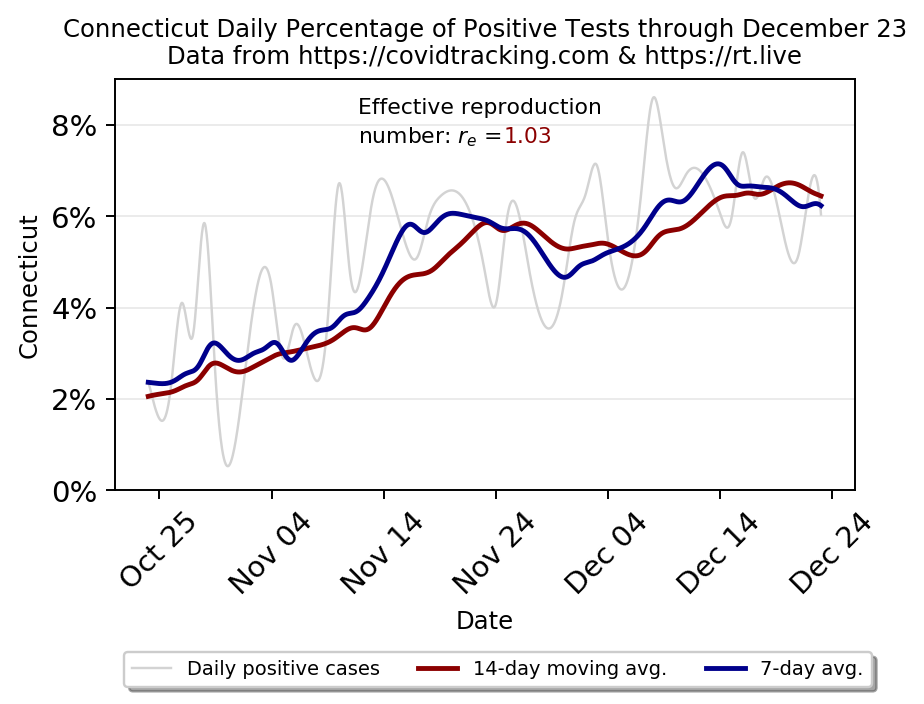 Connecticut Daily Percentage of Positive Tests through December 23
Data from https://covidtracking.com & https://rt.live
Effective reproduction
number: rₑ =1.03
8%
6%
4%
2%
0%
Connecticut
Oct 25
Nov 04
Nov 14
Nov 24
Dec 04
Dec 14
Dec 24
Date
Daily positive cases
14-day moving avg.
7-day avg.